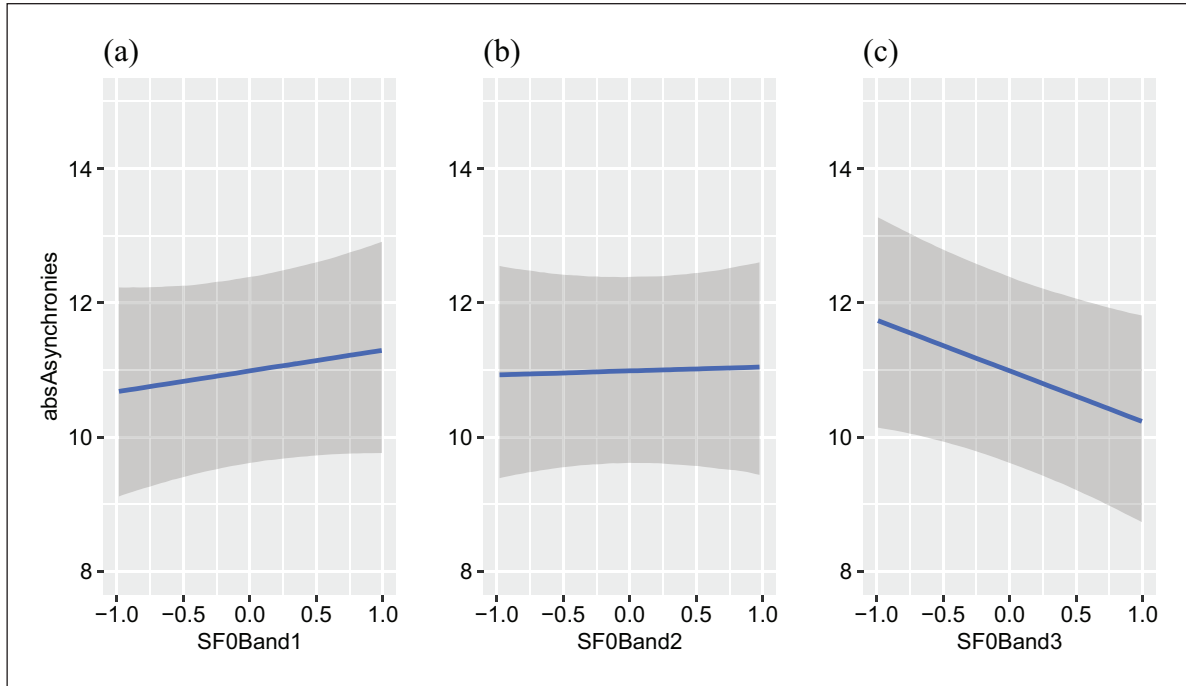 (a) (b) (c)
absAsynchronies
14 14 14
12 12 12
10 10 10
8 8 8
−1.0 −0.5 0.0 0.5 1.0 −1.0 −0.5 0.0 0.5 1.0 −1.0 −0.5 0.0 0.5 1.0
SF0Band1 SF0Band2 SF0Band3